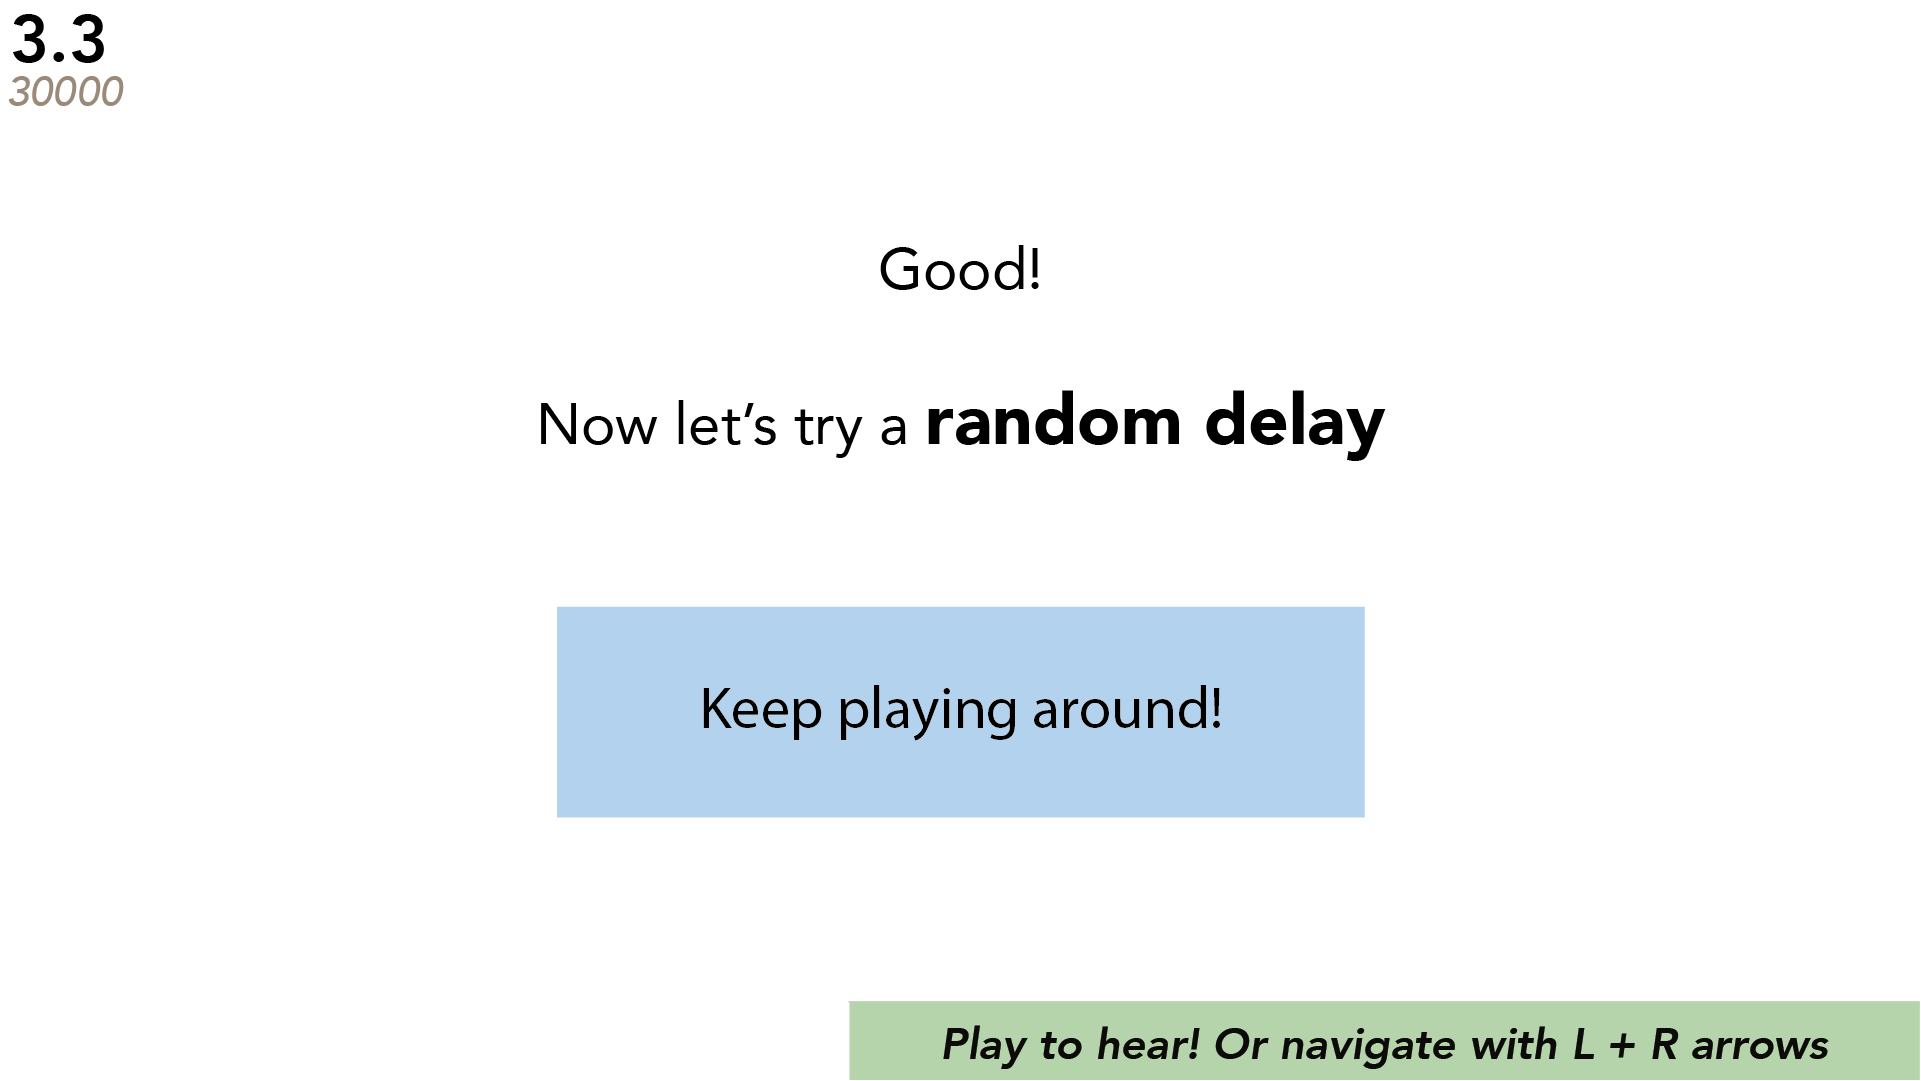 3.3
30000
Good!
Now let’s try a random delay
Keep playing around!
Play to hear! Or navigate with L + R arrows